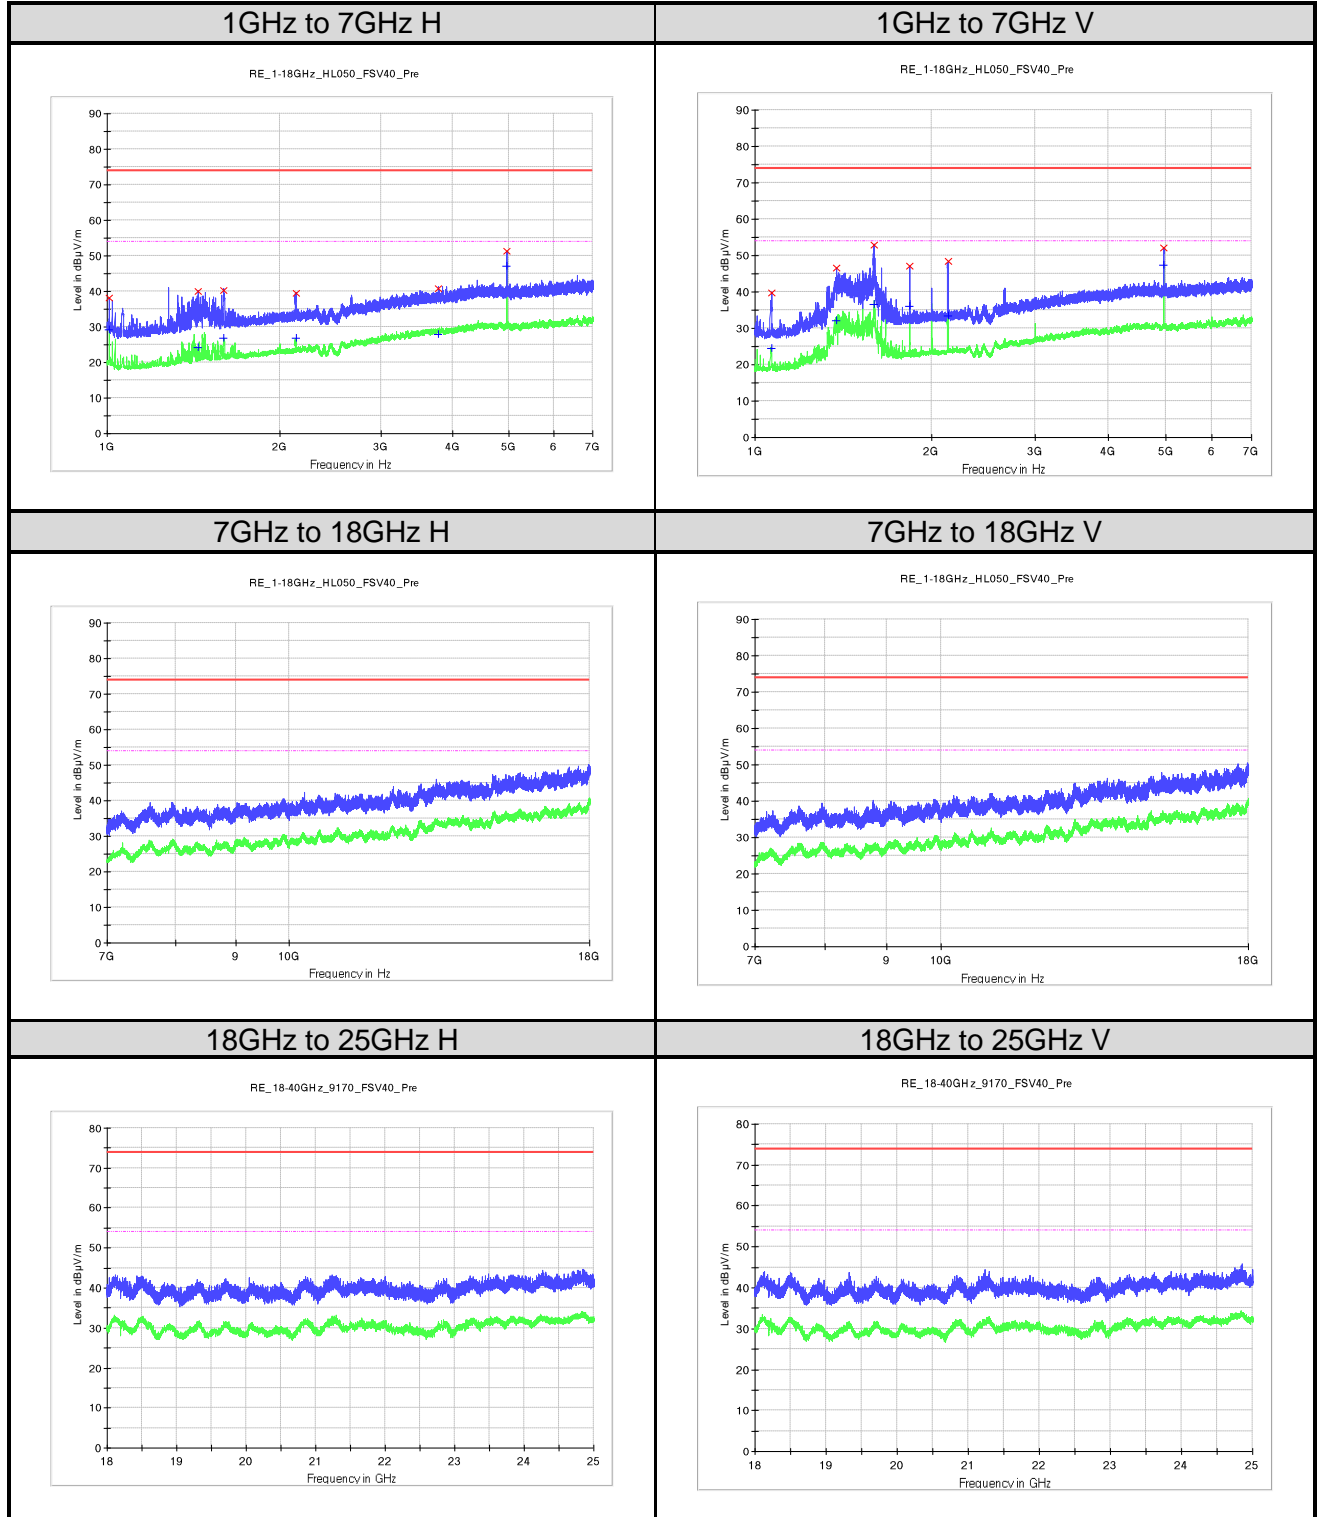 1GHz to 7GHz H
1GHz to 7GHz V
RE_1-18GHz_HL050_FSV40_Pre
90
80
70
60
50
40
30
20
10
0
Level in dBµV/m
1G 2G 3G 4G 5G 6 7G
Frequency in Hz
RE_1-18GHz_HL050_FSV40_Pre
90
80
70
60
50
40
30
20
10
0
Level in dBµV/m
1G 2G 3G 4G 5G 6 7G
Frequency in Hz
7GHz to 18GHz H
7GHz to 18GHz V
RE_1-18GHz_HL050_FSV40_Pre
90
80
70
60
50
40
30
20
10
0
Level in dBµV/m
7G 9 10G 18G
Frequency in Hz
RE_1-18GHz_HL050_FSV40_Pre
90
80
70
60
50
40
30
20
10
0
Level in dBµV/m
7G 9 10G 18G
Frequency in Hz
18GHz to 25GHz H
18GHz to 25GHz V
RE_18-40GHz_9170_FSV40_Pre
80
70
60
50
40
30
20
10
0
Level in dBµV/m
18 19 20 21 22 23 24 25
Frequency in GHz
RE_18-40GHz_9170_FSV40_Pre
80
70
60
50
40
30
20
10
0
Level in dBµV/m
18 19 20 21 22 23 24 25
Frequency in GHz